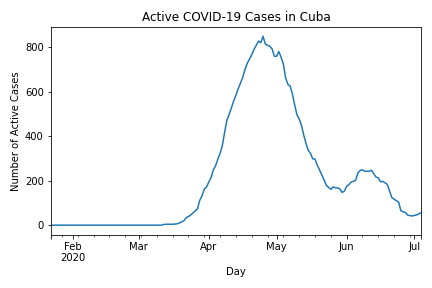 Active COVID-19 Cases in Cuba
Number of Active Cases
800
600
400
200
0
Feb Mar Apr May Jun Jul
2020
Day